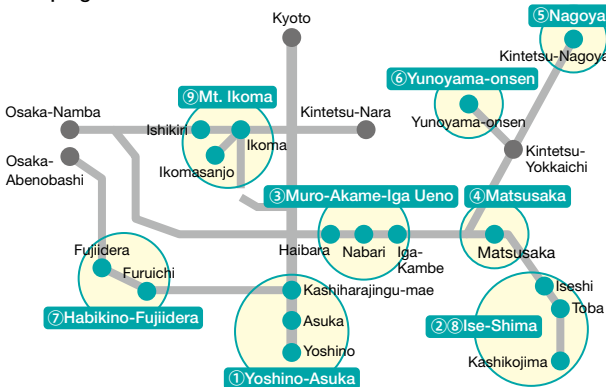 Kyoto
⑤Nagoya
Kintetsu-Nagoya
⑥Yunoyama-onsen
Yunoyama-onsen
⑨Mt. Ikoma
Osaka-Namba
Ishikiri
Ikoma
Kintetsu-Nara
Ikomasanjo
Osaka-
Abenobashi
Kintetsu-
Yokkaichi
③Muro-Akame-Iga Ueno
④Matsusaka
Haibara
Nabari
Iga-
Kambe
Matsusaka
Fujiidera
Furuichi
Kashiharajingu-mae
⑦Habikino-Fujiidera
Asuka
Yoshino
①Yoshino-Asuka
Iseshi
Toba
②⑧Ise-Shima
Kashikojima